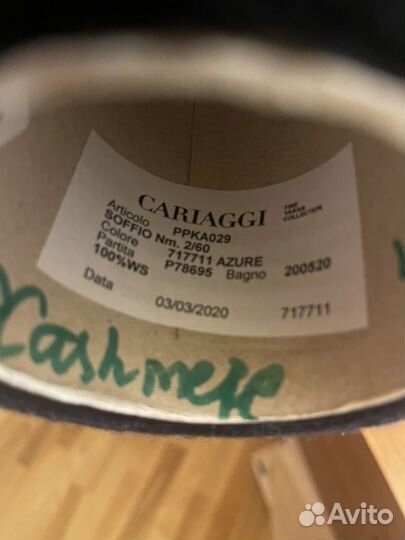 CARIAGGI
FINE
YARNS
COLLECTION
Articolo PPKA029
SOFFIO Nm. 2/60
Colore 717711 AZURE
Partita P78695 Bagno 200520
100%WS
Data 03/03/2020 717711
Cashmere
Avito